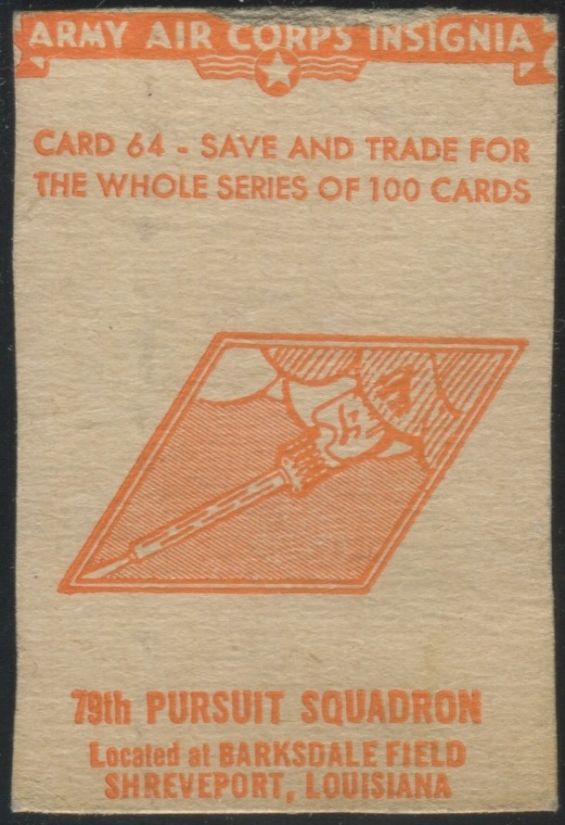 ARMY AIR CORPS INSIGNIA
CARD 64 - SAVE AND TRADE FOR
THE WHOLE SERIES OF 100 CARDS
79th PURSUIT SQUADRON
Located at BARKSDALE FIELD
SHREVEPORT, LOUISIANA